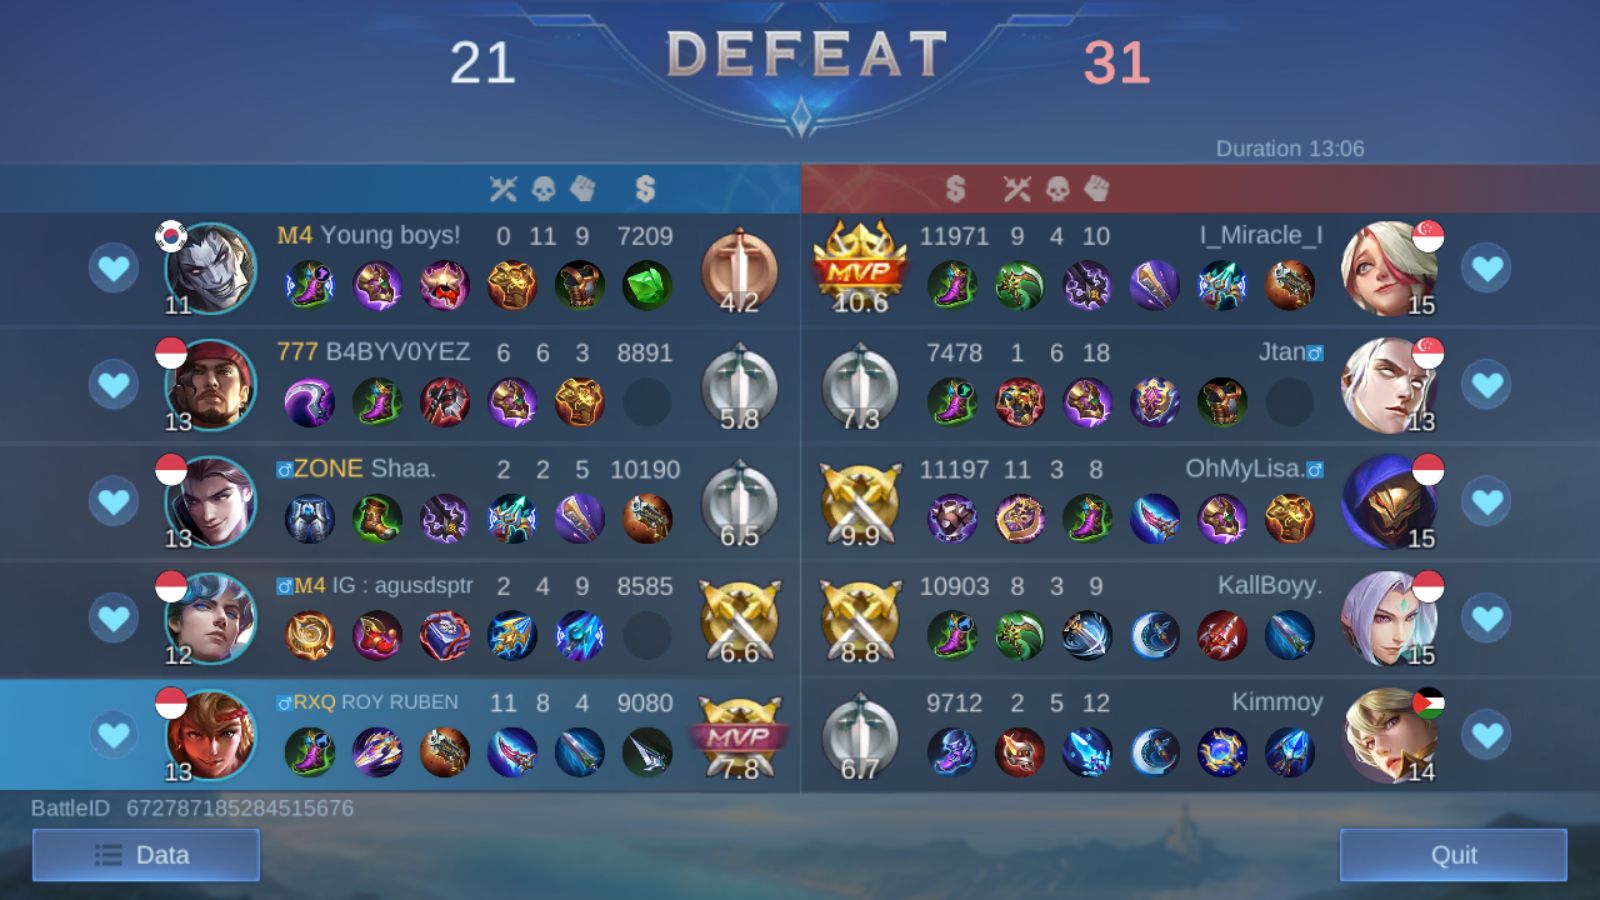 21 DEFEAT 31
Duration 13:06
M4 Young boys! 0 11 9 7209
11 4.2
MVP 10.6 11971 9 4 10 I_Miracle_I
15
777 B4BYV0YEZ 6 6 3 8891
13 5.8
7.3 7478 1 6 18 Jtan♂
13
♂ZONE Shaa. 2 2 5 10190
13 6.5
9.9 11197 11 3 8 OhMyLisa.♂
15
♂M4 IG : agusdsptr 2 4 9 8585
12 6.6
8.8 10903 8 3 9 KallBoyy.
15
♂RXQ ROY RUBEN 11 8 4 9080
13 MVP 7.8
6.7 9712 2 5 12 Kimmoy
14
BattleID 672787185284515676
Data
Quit